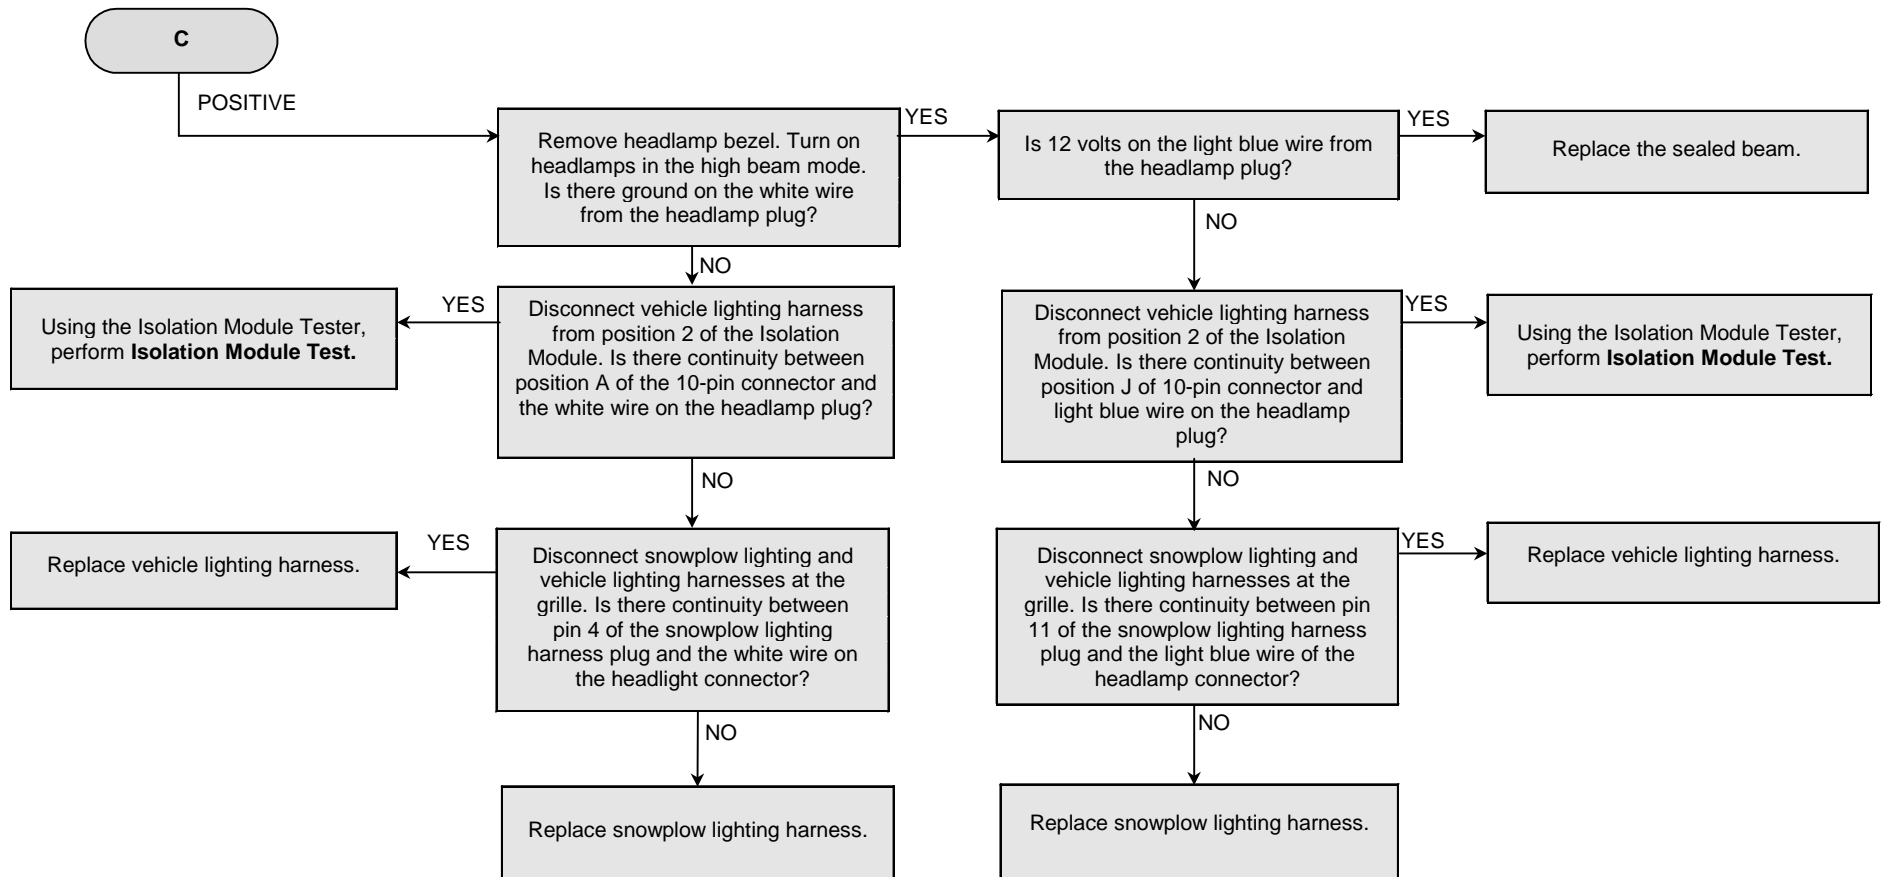 C
POSITIVE
Remove headlamp bezel. Turn on
headlamps in the high beam mode.
Is there ground on the white wire
from the headlamp plug?
YES
Is 12 volts on the light blue wire from
the headlamp plug?
YES
Replace the sealed beam.
NO
NO
Using the Isolation Module Tester,
perform Isolation Module Test.
YES
Disconnect vehicle lighting harness
from position 2 of the Isolation
Module. Is there continuity between
position A of the 10-pin connector and
the white wire on the headlamp plug?
Disconnect vehicle lighting harness
from position 2 of the Isolation
Module. Is there continuity between
position J of 10-pin connector and
light blue wire on the headlamp
plug?
YES
Using the Isolation Module Tester,
perform Isolation Module Test.
NO
NO
Replace vehicle lighting harness.
YES
Disconnect snowplow lighting and
vehicle lighting harnesses at the
grille. Is there continuity between
pin 4 of the snowplow lighting
harness plug and the white wire on
the headlight connector?
Disconnect snowplow lighting and
vehicle lighting harnesses at the
grille. Is there continuity between pin
11 of the snowplow lighting harness
plug and the light blue wire of the
headlamp connector?
YES
Replace vehicle lighting harness.
NO
NO
Replace snowplow lighting harness.
Replace snowplow lighting harness.